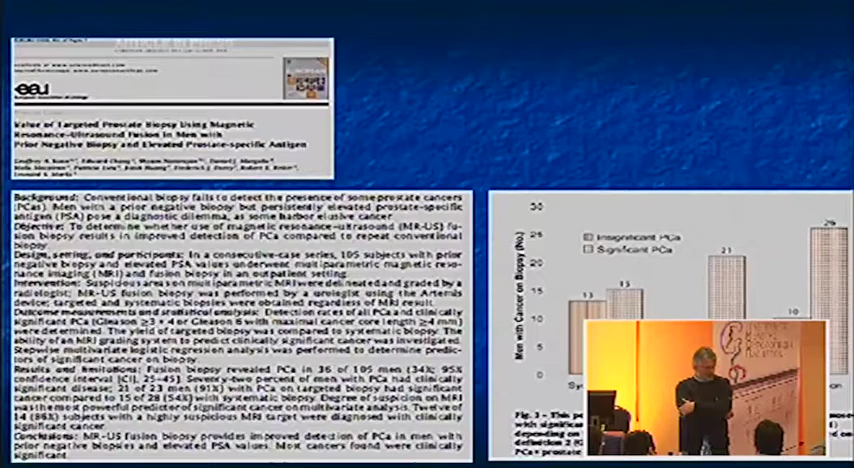 eau
Value of Targeted Prostate Biopsy Using Magnetic
Resonance–Ultrasound Fusion in Men with
Prior Negative Biopsy and Elevated Prostate-specific Antigen
Background: Conventional biopsy fails to detect the presence of some prostate cancers
(PCas). Men with a prior negative biopsy but persistently elevated prostate-specific
antigen (PSA) pose a diagnostic dilemma, as some harbor elusive cancer.
Objective: To determine whether use of magnetic resonance–ultrasound (MR-US) fu-
sion biopsy results in improved detection of PCa compared to repeat conventional
biopsy.
Design, setting, and participants: In a consecutive-case series, 105 subjects with prior
negative biopsy and elevated PSA values underwent multiparametric magnetic reso-
nance imaging (MRI) and fusion biopsy in an outpatient setting.
Intervention: Suspicious areas on multiparametric MRI were delineated and graded by a
radiologist; MR-US fusion biopsy was performed by a urologist using the Artemis
device; targeted and systematic biopsies were obtained regardless of MRI result.
Outcome measurements and statistical analysis: Detection rates of all PCa and clinically
significant PCa (Gleason ≥3 + 4 or Gleason 6 with maximal cancer core length ≥4 mm)
were determined. The yield of targeted biopsy was compared to systematic biopsy. The
ability of an MRI grading system to predict clinically significant cancer was investigated.
Stepwise multivariate logistic regression analysis was performed to determine predic-
tors of significant cancer on biopsy.
Results and limitations: Fusion biopsy revealed PCa in 36 of 105 men (34%; 95%
confidence interval [CI], 25–45). Seventy-two percent of men with PCa had clinically
significant disease; 21 of 23 men (91%) with PCa on targeted biopsy had significant
cancer compared to 15 of 28 (54%) with systematic biopsy. Degree of suspicion on MRI
was the most powerful predictor of significant cancer on multivariate analysis. Twelve of
14 (86%) subjects with a highly suspicious MRI target were diagnosed with clinically
significant cancer.
Conclusions: MR-US fusion biopsy provides improved detection of PCa in men with
prior negative biopsies and elevated PSA values. Most cancers found were clinically
significant.
Men with Cancer on Biopsy (No.)
30
25
20
15
10
5
0
Insignificant PCa
Significant PCa
13
15
21
10
26
Fig. 3 – This
with signific
depending on
definition 2
PCa = prostate